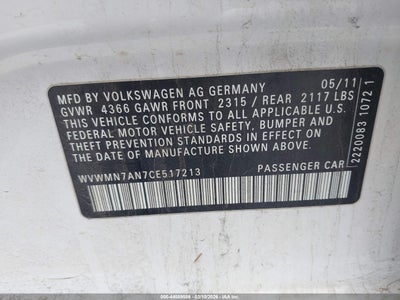 MFD BY VOLKSWAGEN AG GERMANY 05/11
GVWR 4366 GAWR FRONT 2315 / REAR 2117 LBS
THIS VEHICLE CONFORMS TO ALL APPLICABLE U.S.
FEDERAL MOTOR VEHICLE SAFETY, BUMPER AND
THEFT PREVENTION STANDARDS IN EFFECT ON
THE DATE OF MANUFACTURE SHOWN ABOVE.
WVWMN7AN7CE517213 PASSENGER CAR
2220083 1072 1